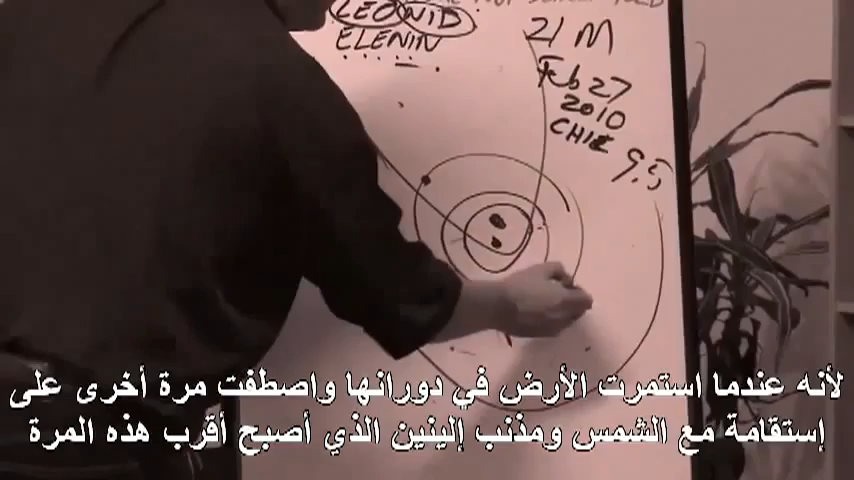 LEONID
ELENIN
21 M
Feb 27
2010
CHILE
9.5
لأنه عندما استمرت الأرض في دورانها واصطفت مرة أخرى على
إستقامة مع الشمس ومذنب إلينين الذي أصبح أقرب هذه المرة